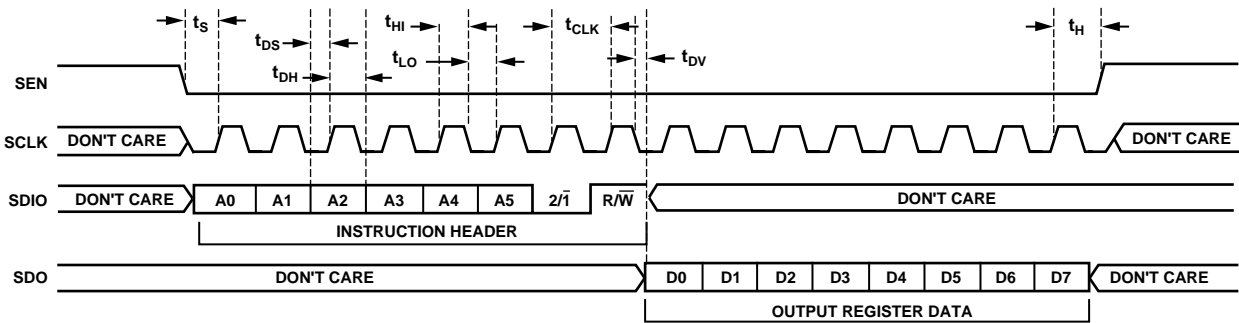 tS
tDS
tDH
tHI
tLO
tCLK
tDV
tH
SEN
SCLK DON'T CARE DON'T CARE
SDIO DON'T CARE A0 A1 A2 A3 A4 A5 2/1̅ R/W̅ DON'T CARE
INSTRUCTION HEADER
SDO DON'T CARE D0 D1 D2 D3 D4 D5 D6 D7 DON'T CARE
OUTPUT REGISTER DATA